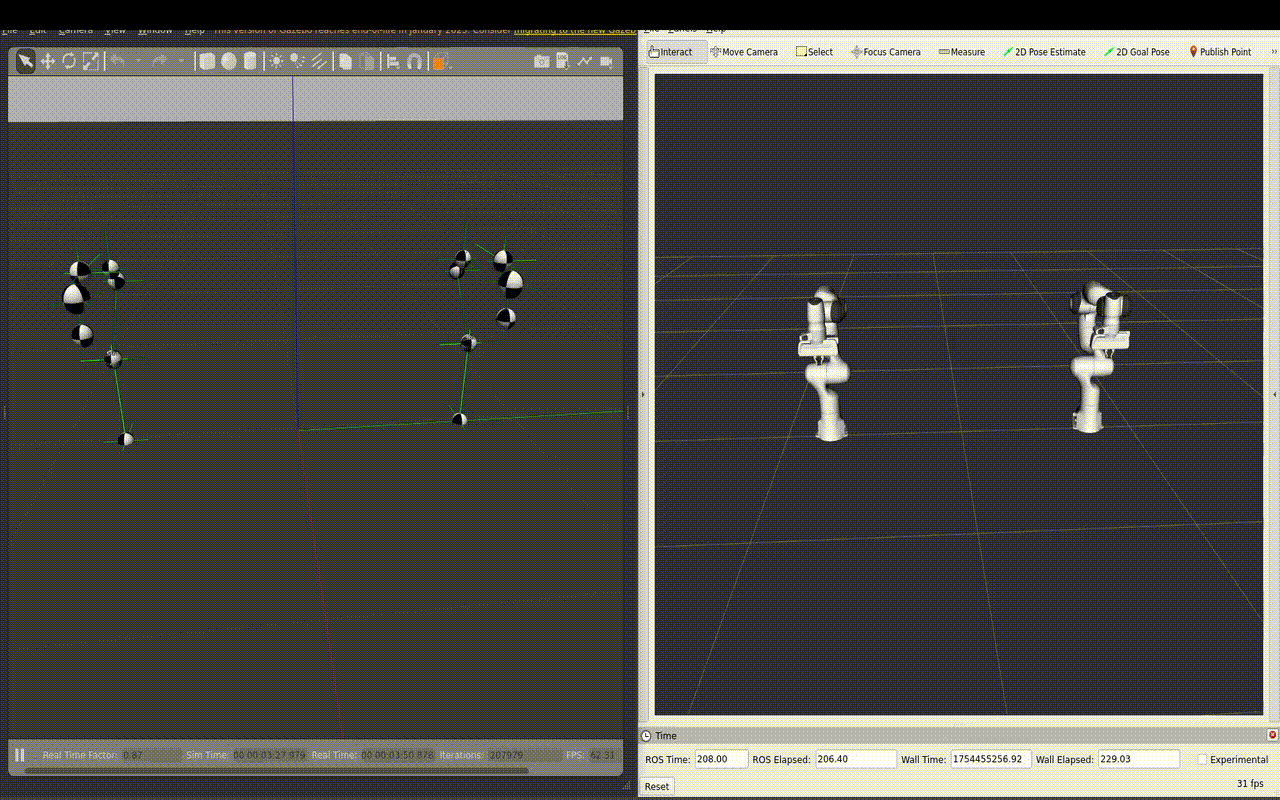 File Edit Camera View Window Help This version of Gazebo reaches end-of-life in January 2025. Consider migrating to the new Gazeb
File Panels Help
Interact Move Camera Select Focus Camera Measure 2D Pose Estimate 2D Goal Pose Publish Point »
Real Time Factor: 0.87 Sim Time: 00 00:03:27.979 Real Time: 00 00:03:50.878 Iterations: 207979 FPS: 62.31
Time
ROS Time: 208.00 ROS Elapsed: 206.40 Wall Time: 1754455256.92 Wall Elapsed: 229.03 Experimental
Reset 31 fps